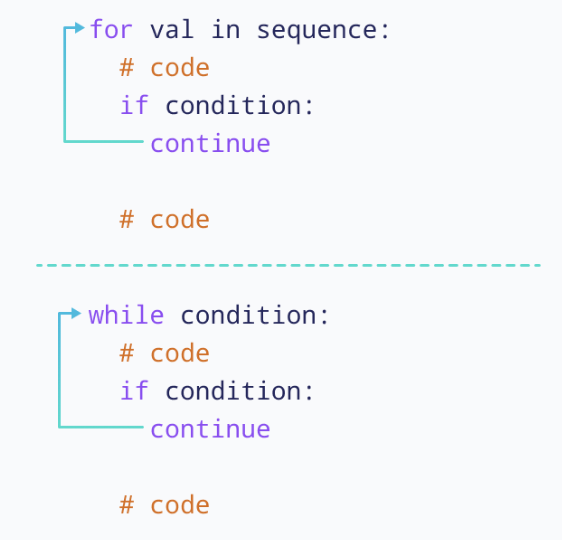 for val in sequence:
# code
if condition:
continue
# code
while condition:
# code
if condition:
continue
# code